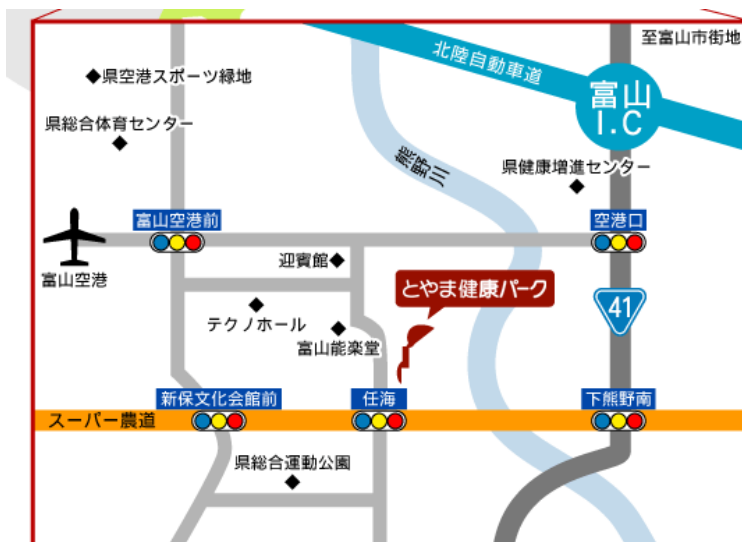 至富山市街地
北陸自動車道
◆県空港スポーツ緑地
富山
I.C
県総合体育センター
熊野川
県健康増進センター
富山空港前
空港口
迎賓館◆
富山空港
とやま健康パーク
41
テクノホール
富山能楽堂
新保文化会館前
任海
下熊野南
スーパー農道
県総合運動公園